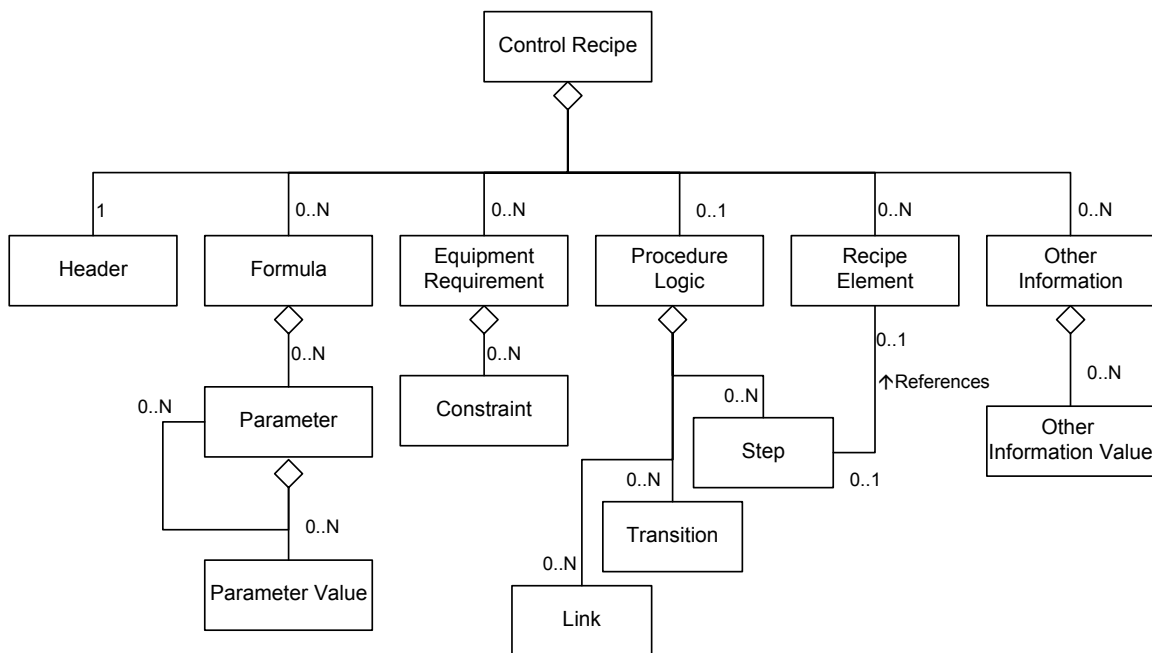 Control Recipe
1
0..N
0..N
0..1
0..N
0..N
Header
Formula
Equipment
Requirement
Procedure
Logic
Recipe
Element
Other
Information
0..N
0..N
0..1
0..N
↑References
0..N
Parameter
Constraint
0..N
Step
Other
Information Value
0..N
0..1
0..N
Transition
0..N
Parameter Value
Link